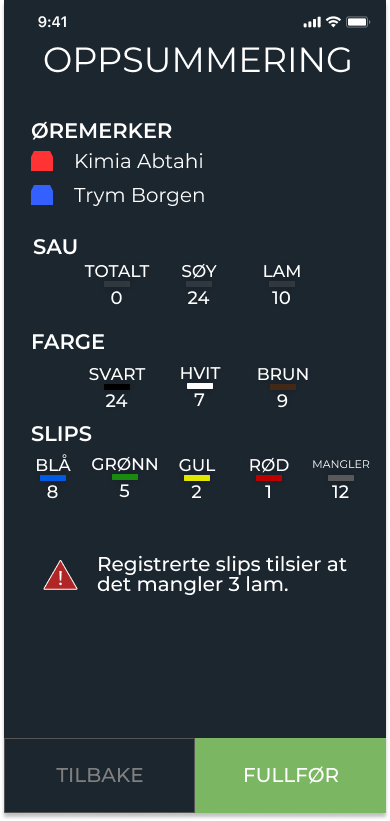 9:41
OPPSUMMERING
ØREMERKER
Kimia Abtahi
Trym Borgen
SAU
TOTALT SØY LAM
0 24 10
FARGE
SVART HVIT BRUN
24 7 9
SLIPS
BLÅ GRØNN GUL RØD MANGLER
8 5 2 1 12
Registrerte slips tilsier at
det mangler 3 lam.
TILBAKE FULLFØR